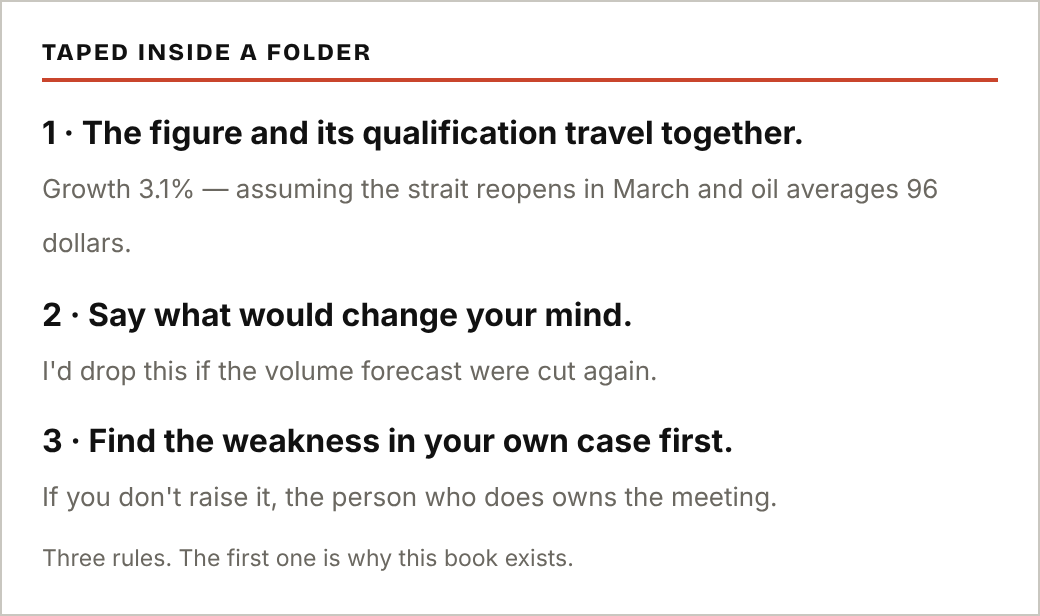 TAPED INSIDE A FOLDER
1 · The figure and its qualification travel together.
Growth 3.1% — assuming the strait reopens in March and oil averages 96
dollars.
2 · Say what would change your mind.
I'd drop this if the volume forecast were cut again.
3 · Find the weakness in your own case first.
If you don't raise it, the person who does owns the meeting.
Three rules. The first one is why this book exists.